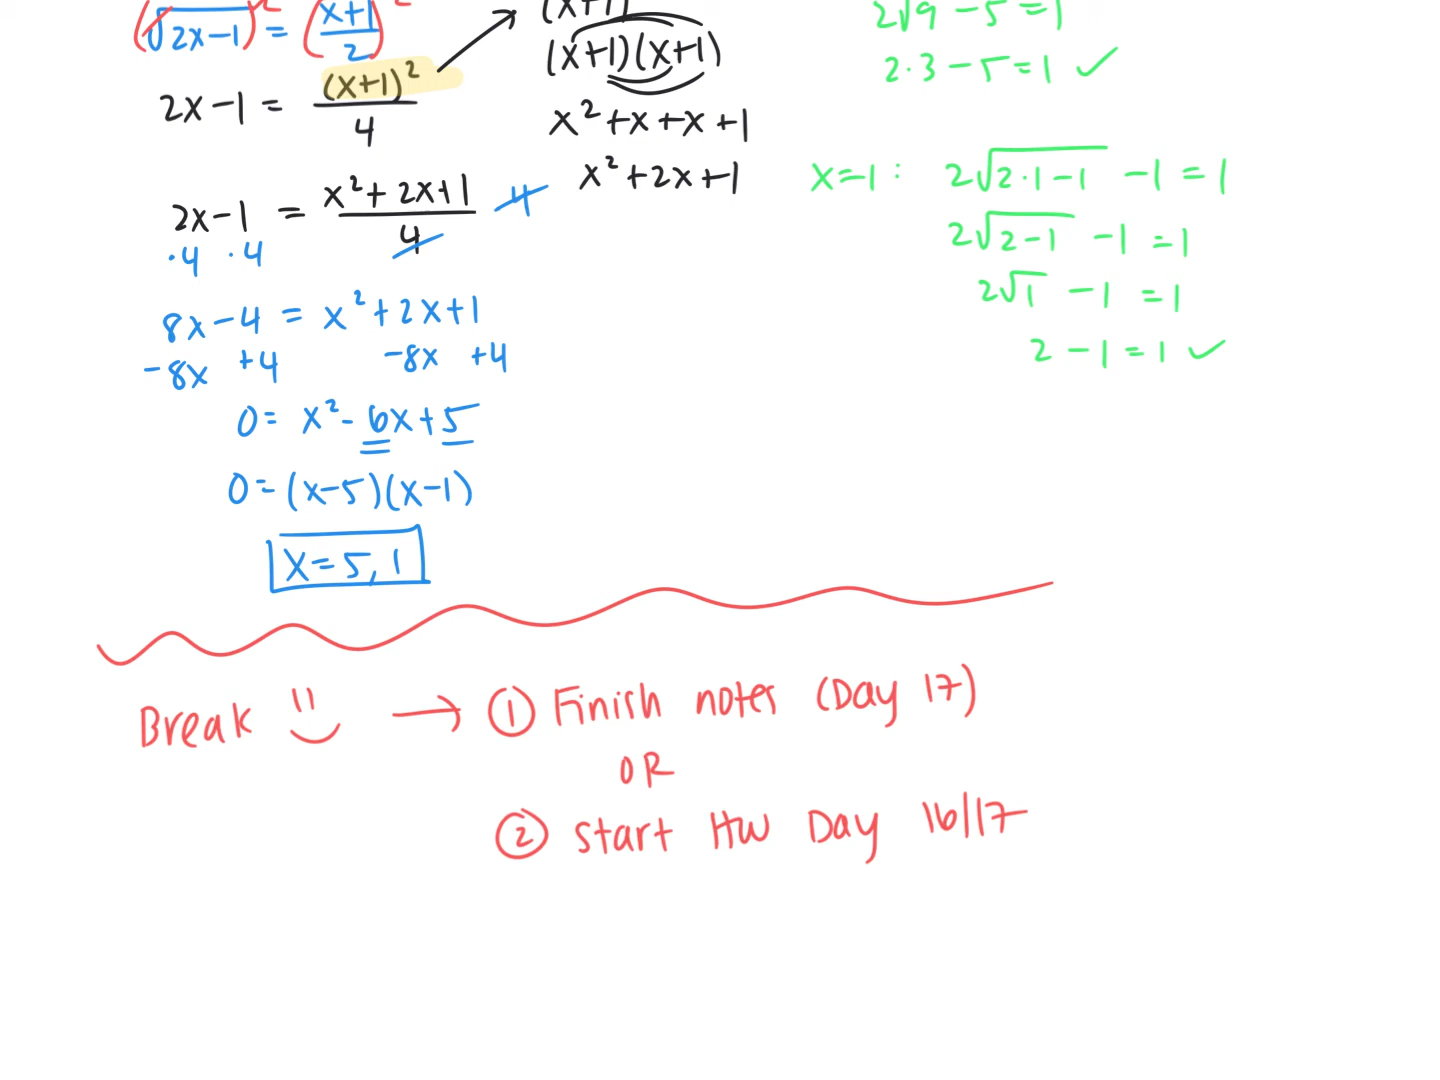 (√2x-1)² = (x+1/2)²
2x-1 = (x+1)²/4
2x-1 = x²+2x+1/4 4
·4 ·4
8x-4 = x²+2x+1
-8x +4 -8x +4
0= x²-6x+5
0=(x-5)(x-1)
x=5,1
(x+1)
(x+1)(x+1)
x²+x+x+1
x²+2x+1
2√9 -5=1
2·3-5=1 ✓
x=1: 2√2·1-1 -1=1
2√2-1 -1=1
2√1 -1=1
2-1=1 ✓
Break → ① Finish notes (Day 17)
OR
② start HW Day 16/17